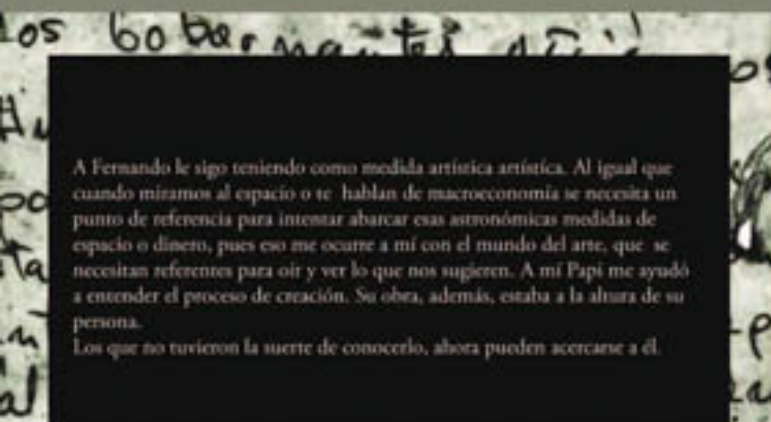 los gobernantes
A Fernando le sigo teniendo como medida artística artística. Al igual que
cuando miramos al espacio o te hablan de macroeconomía se necesita un
punto de referencia para intentar abarcar esas astronómicas medidas de
espacio o dinero, pues eso me ocurre a mí con el mundo del arte, que se
necesitan referentes para oír y ver lo que nos sugieren. A mí Papi me ayudó
a entender el proceso de creación. Su obra, además, estaba a la altura de su
persona.
Los que no tuvieron la suerte de conocerlo, ahora pueden acercarse a él.